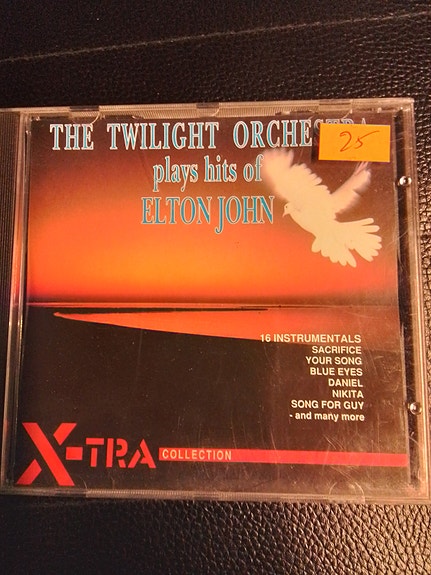 THE TWILIGHT ORCHESTRA
25
plays hits of
ELTON JOHN
16 INSTRUMENTALS
SACRIFICE
YOUR SONG
BLUE EYES
DANIEL
NIKITA
SONG FOR GUY
- and many more
X-TRA COLLECTION